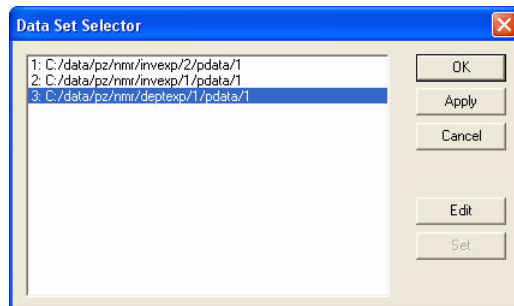 Data Set Selector
1: C:/data/pz/nmr/invexp/2/pdata/1
2: C:/data/pz/nmr/invexp/1/pdata/1
3: C:/data/pz/nmr/deptexp/1/pdata/1
OK
Apply
Cancel
Edit
Set